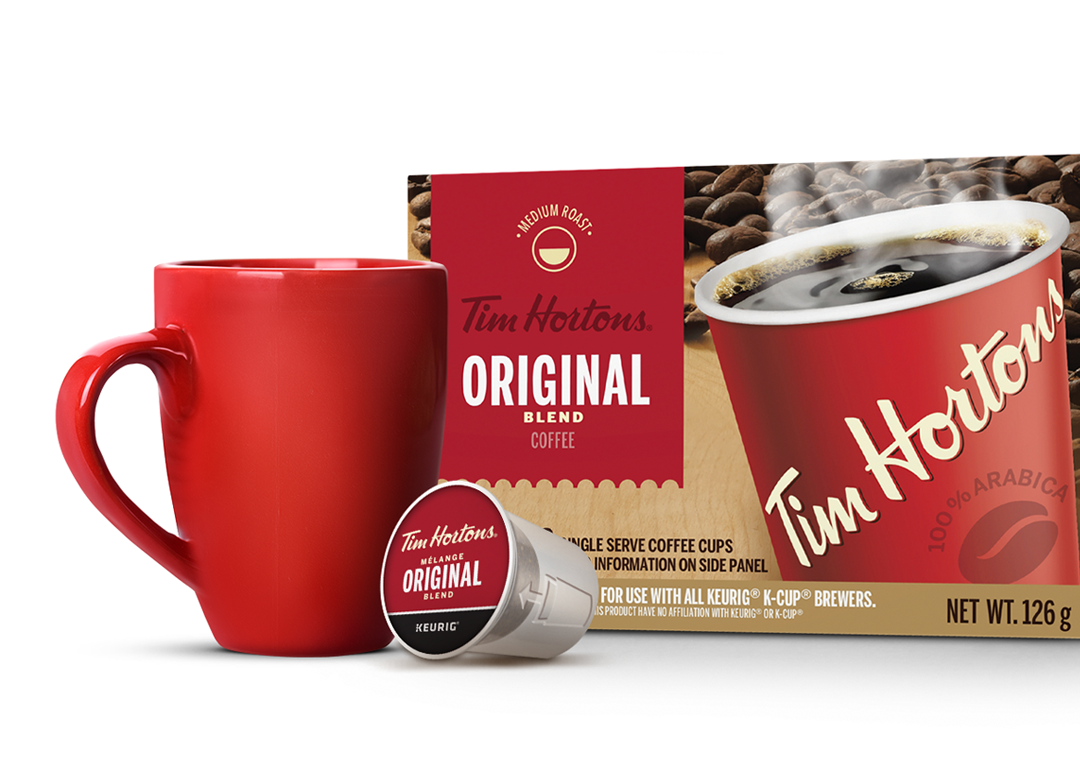 • MEDIUM ROAST •
Tim Hortons®
ORIGINAL
BLEND
COFFEE
SINGLE SERVE COFFEE CUPS
INFORMATION ON SIDE PANEL
FOR USE WITH ALL KEURIG® K-CUP® BREWERS.
PRODUCT HAVE NO AFFILIATION WITH KEURIG® OR K-CUP®
NET WT. 126 g
Tim Hortons
100% ARABICA
Tim Hortons®
MÉLANGE
ORIGINAL
BLEND
KEURIG®